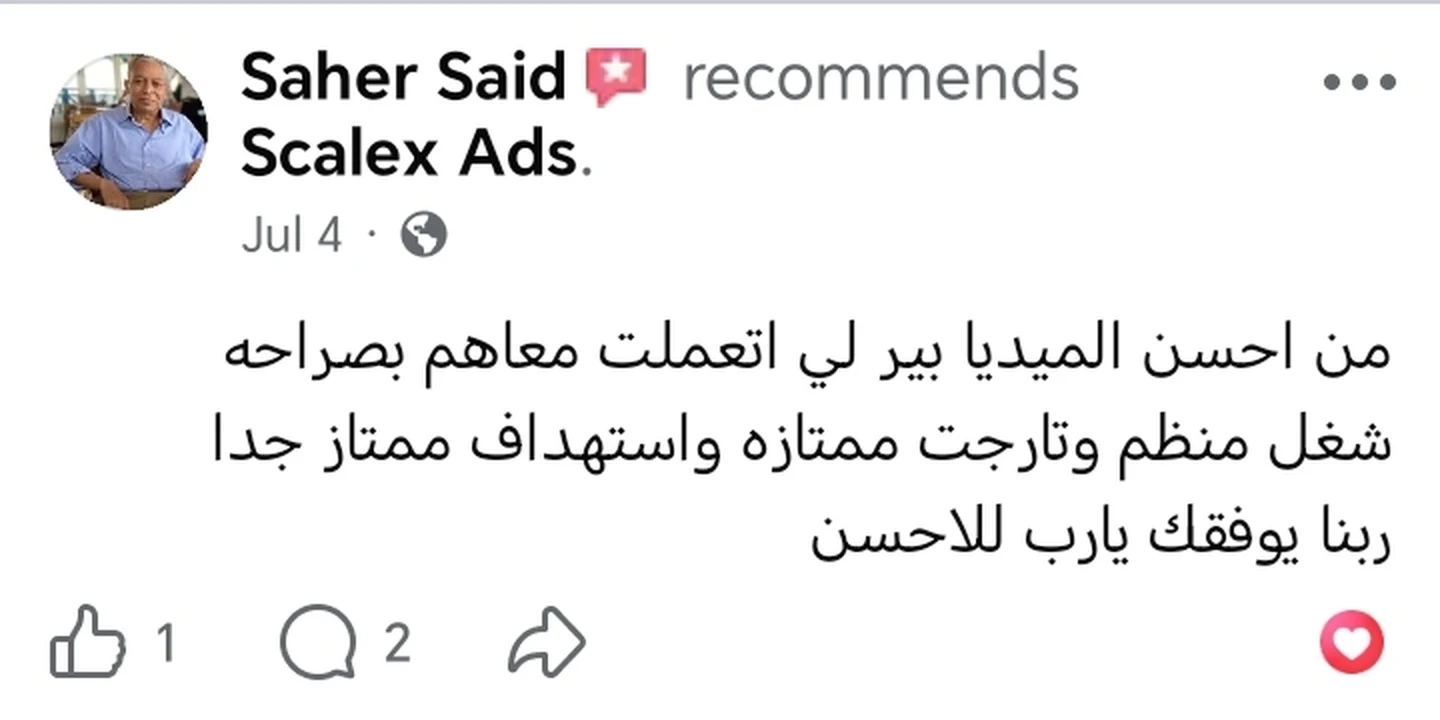 Saher Said recommends
Scalex Ads.
Jul 4 ·
من احسن الميديا بير لي اتعملت معاهم بصراحه
شغل منظم وتارجت ممتازه واستهداف ممتاز جدا
ربنا يوفقك يارب للاحسن
1 2